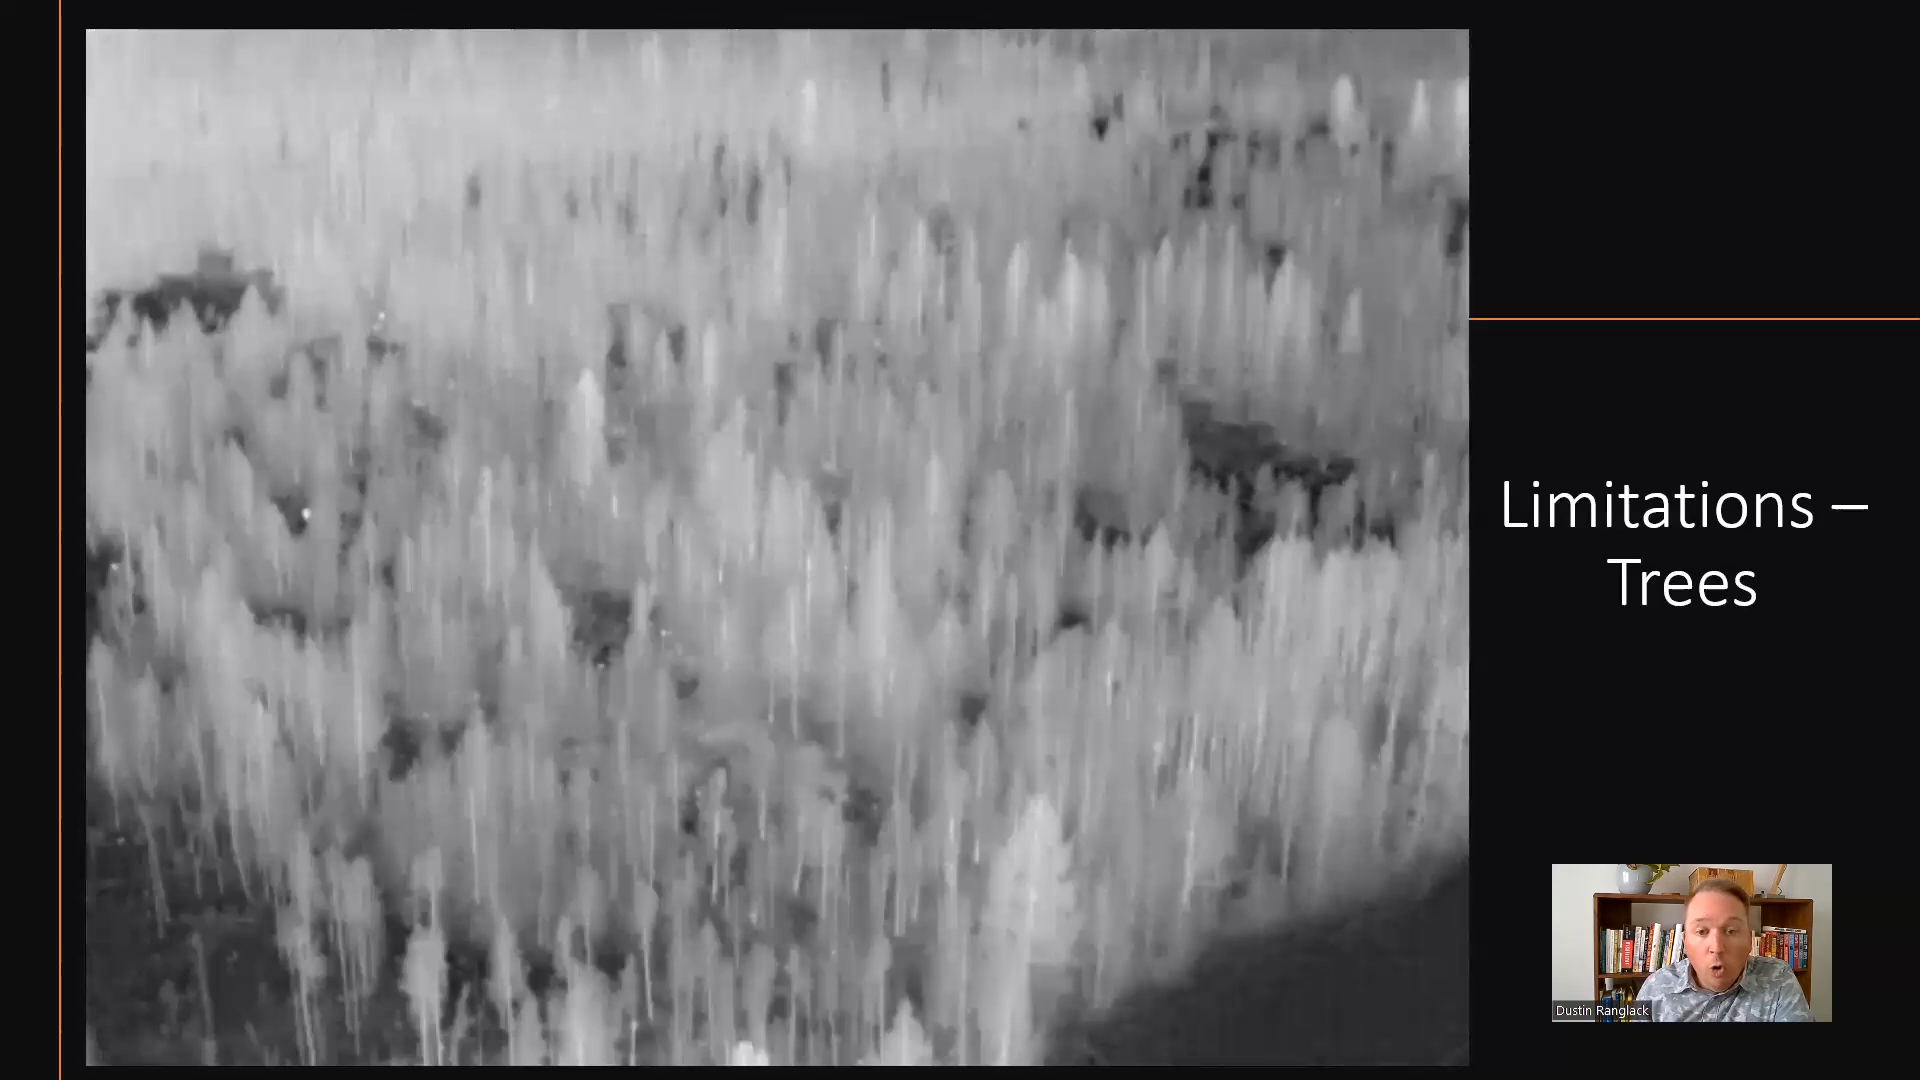 Limitations –
Trees
Dustin Ranglack